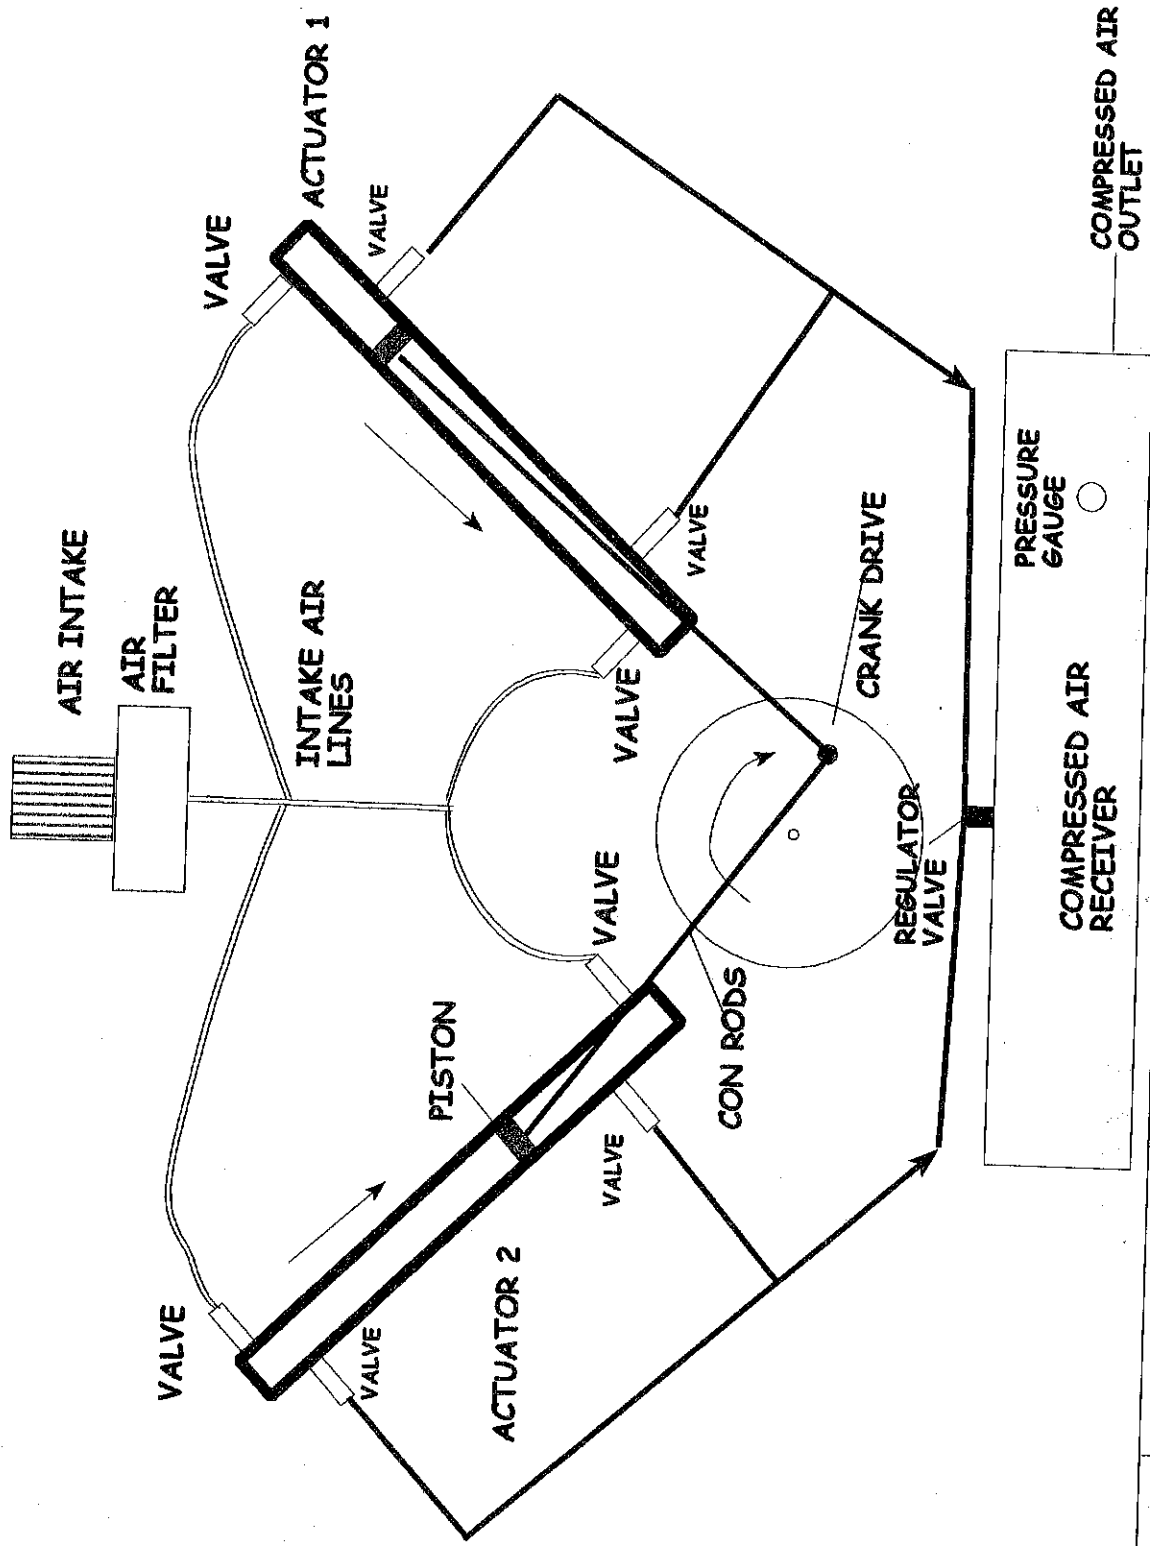 AIR INTAKE
AIR
FILTER
INTAKE AIR
LINES
VALVE
ACTUATOR 1
VALVE
VALVE
VALVE
VALVE
VALVE
PISTON
VALVE
VALVE
ACTUATOR 2
CON RODS
CRANK DRIVE
REGULATOR
VALVE
PRESSURE
GAUGE
COMPRESSED AIR
RECEIVER
COMPRESSED AIR
OUTLET